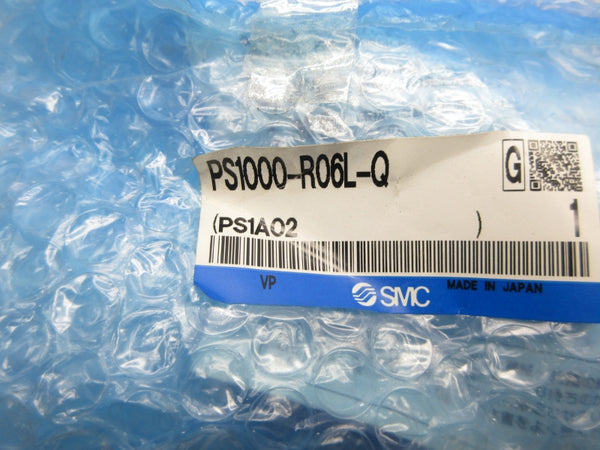 PS1000-R06L-Q
G
(PS1A02 )
1
VP
SMC
MADE IN JAPAN